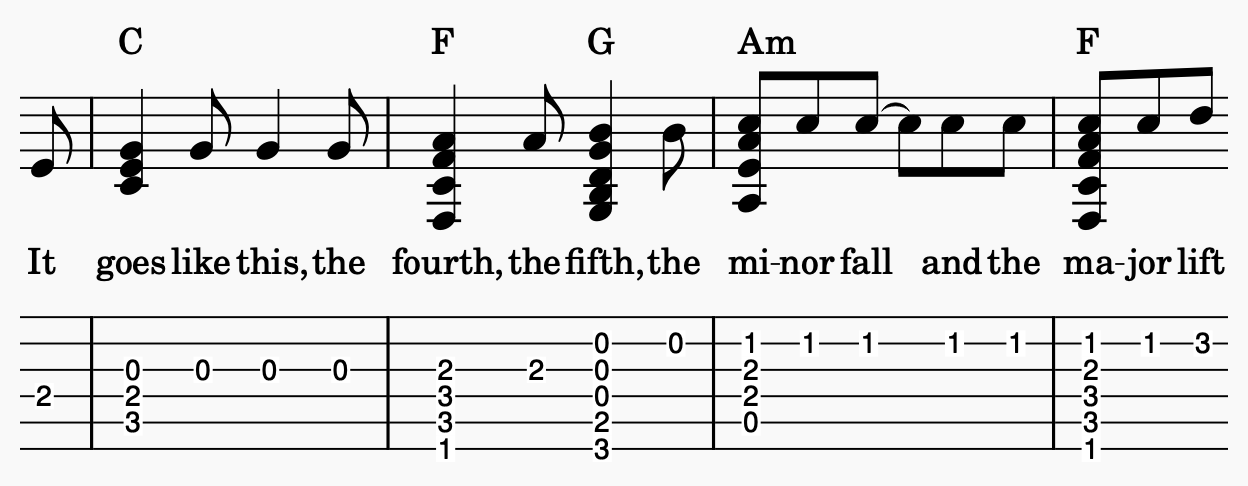 C F G Am F
It goes like this, the fourth, the fifth, the mi-nor fall and the ma-jor lift
0 0 1 1 1 1 1 1 1 3
0 0 0 0 2 2 0 2 2
2 2 3 0 2 3
3 3 2 0 3
1 3 1